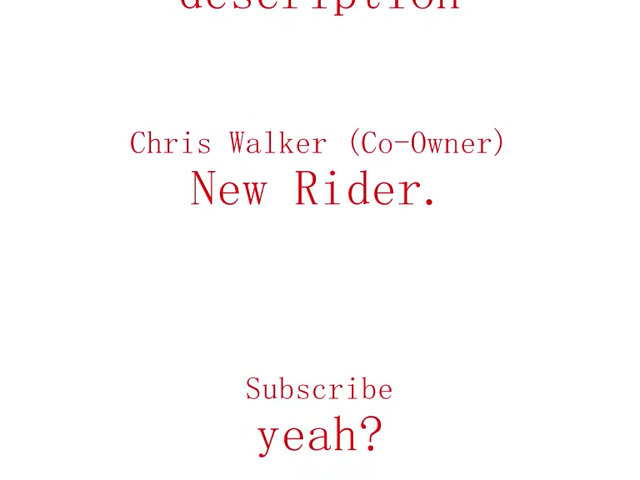 description
Chris Walker (Co-Owner)
New Rider.
Subscribe
yeah?